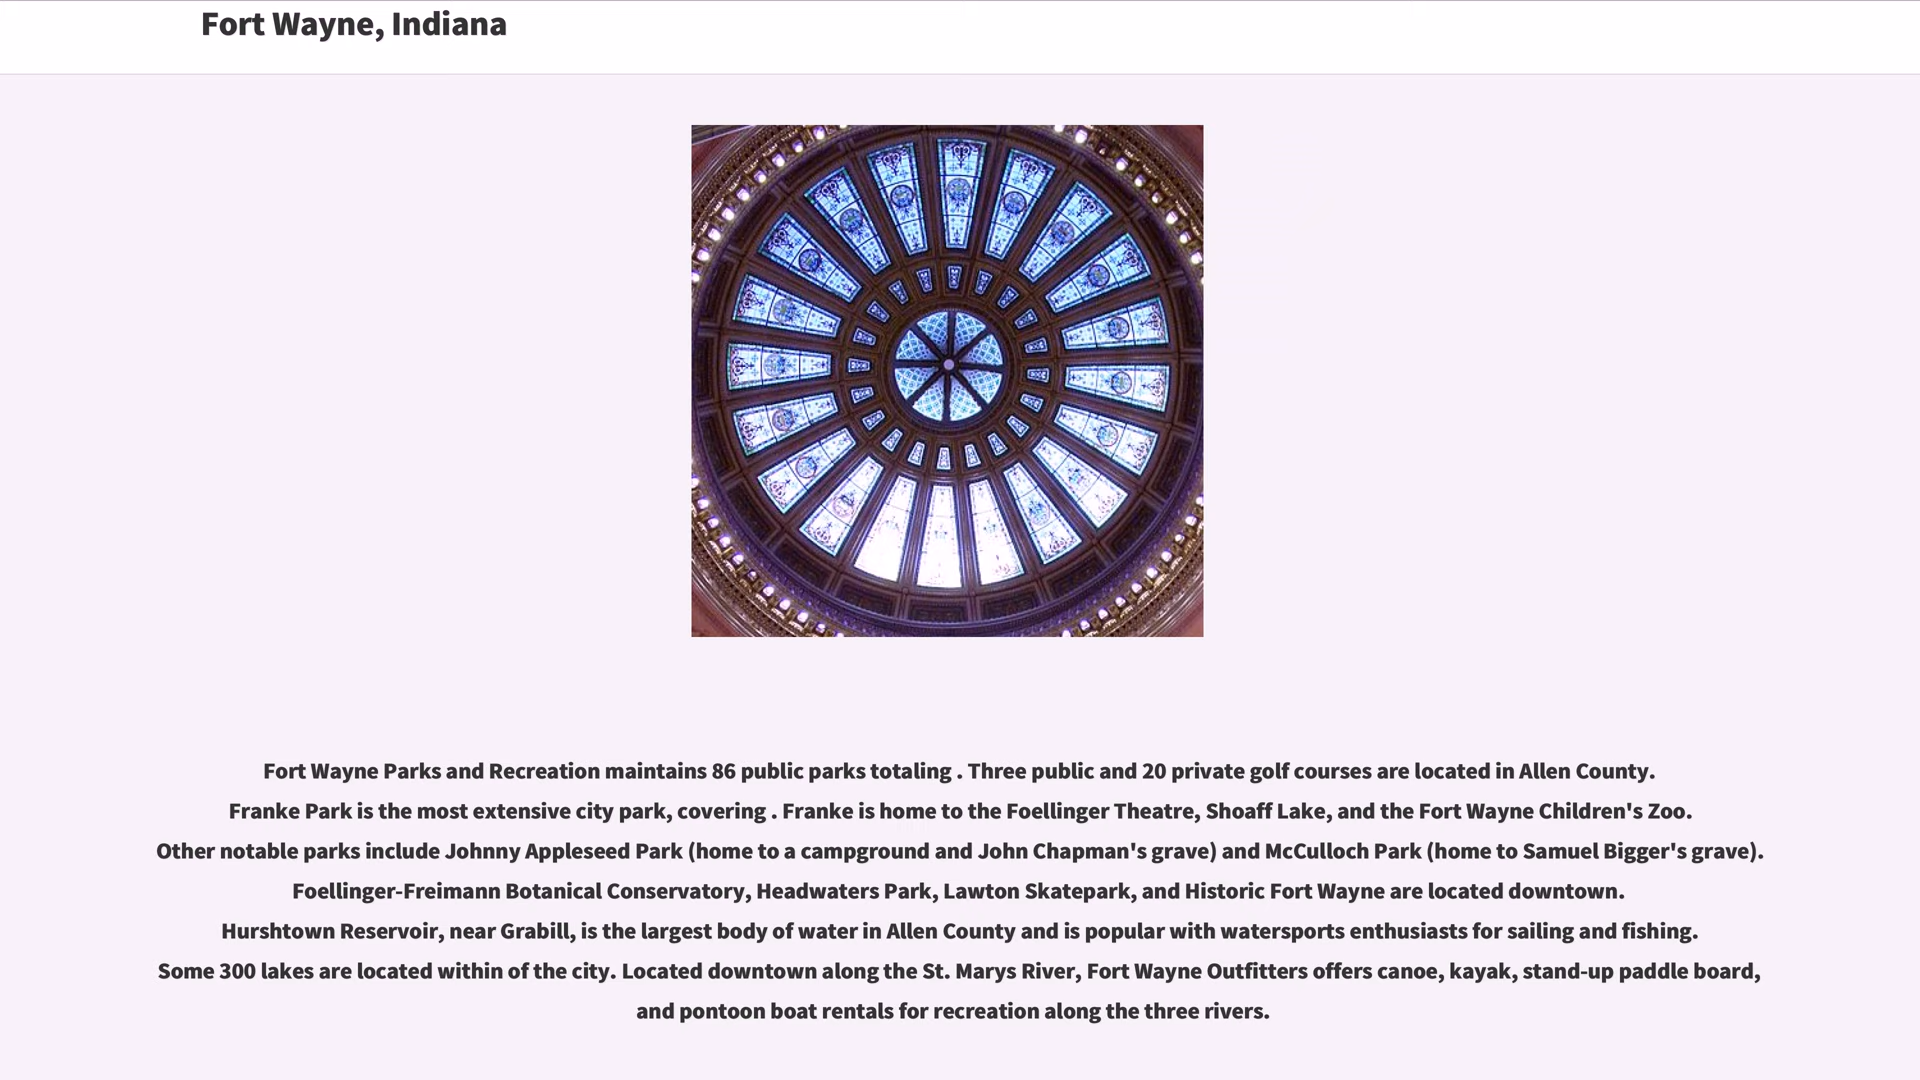 Fort Wayne, Indiana
Fort Wayne Parks and Recreation maintains 86 public parks totaling . Three public and 20 private golf courses are located in Allen County.
Franke Park is the most extensive city park, covering . Franke is home to the Foellinger Theatre, Shoaff Lake, and the Fort Wayne Children's Zoo.
Other notable parks include Johnny Appleseed Park (home to a campground and John Chapman's grave) and McCulloch Park (home to Samuel Bigger's grave).
Foellinger-Freimann Botanical Conservatory, Headwaters Park, Lawton Skatepark, and Historic Fort Wayne are located downtown.
Hurshtown Reservoir, near Grabill, is the largest body of water in Allen County and is popular with watersports enthusiasts for sailing and fishing.
Some 300 lakes are located within of the city. Located downtown along the St. Marys River, Fort Wayne Outfitters offers canoe, kayak, stand-up paddle board,
and pontoon boat rentals for recreation along the three rivers.